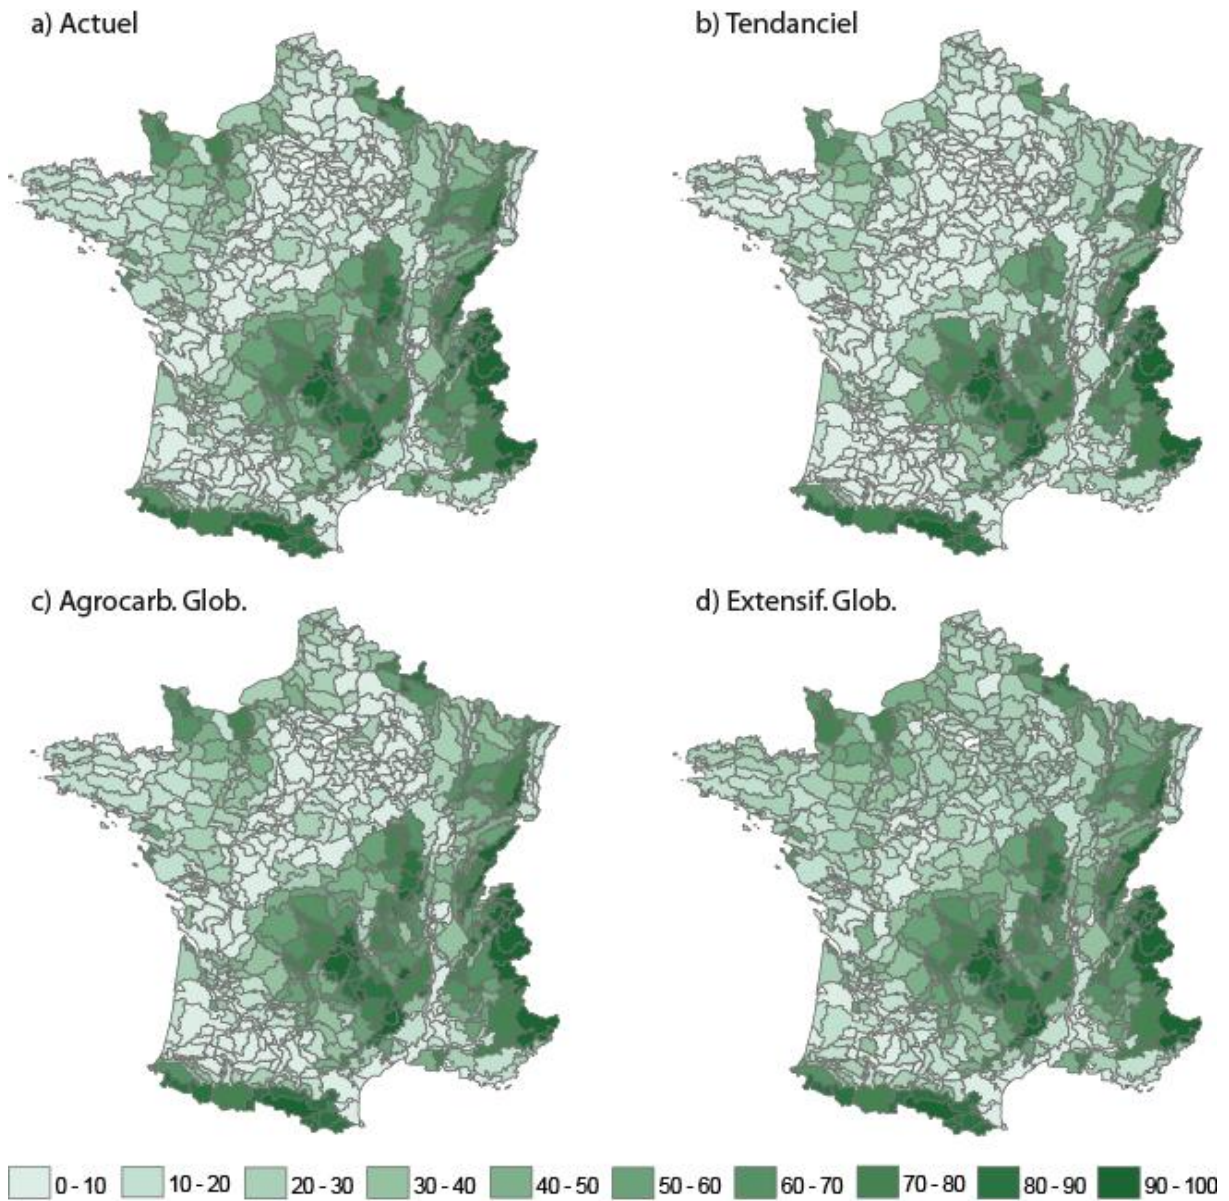 a) Actuel
b) Tendanciel
c) Agrocarb. Glob.
d) Extensif. Glob.
0 - 10 10 - 20 20 - 30 30 - 40 40 - 50 50 - 60 60 - 70 70 - 80 80 - 90 90 - 100